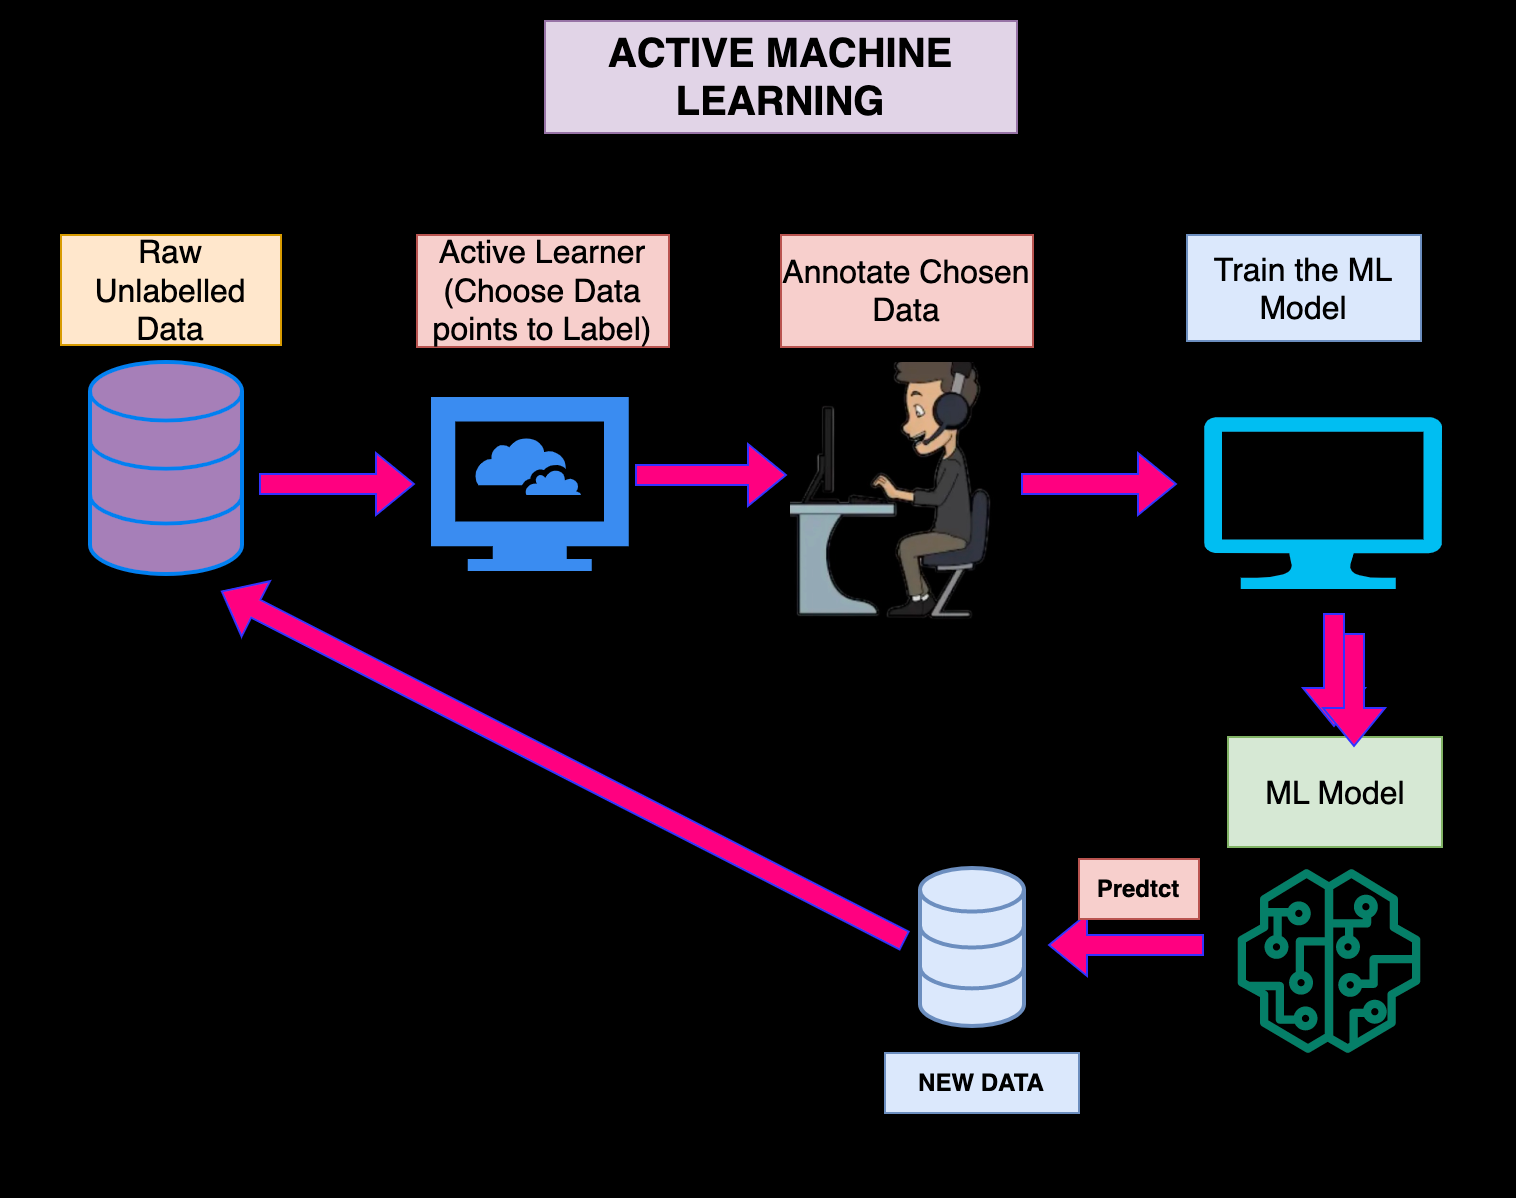 ACTIVE MACHINE
LEARNING
Raw
Unlabelled
Data
Active Learner
(Choose Data
points to Label)
Annotate Chosen
Data
Train the ML
Model
ML Model
Predtct
NEW DATA